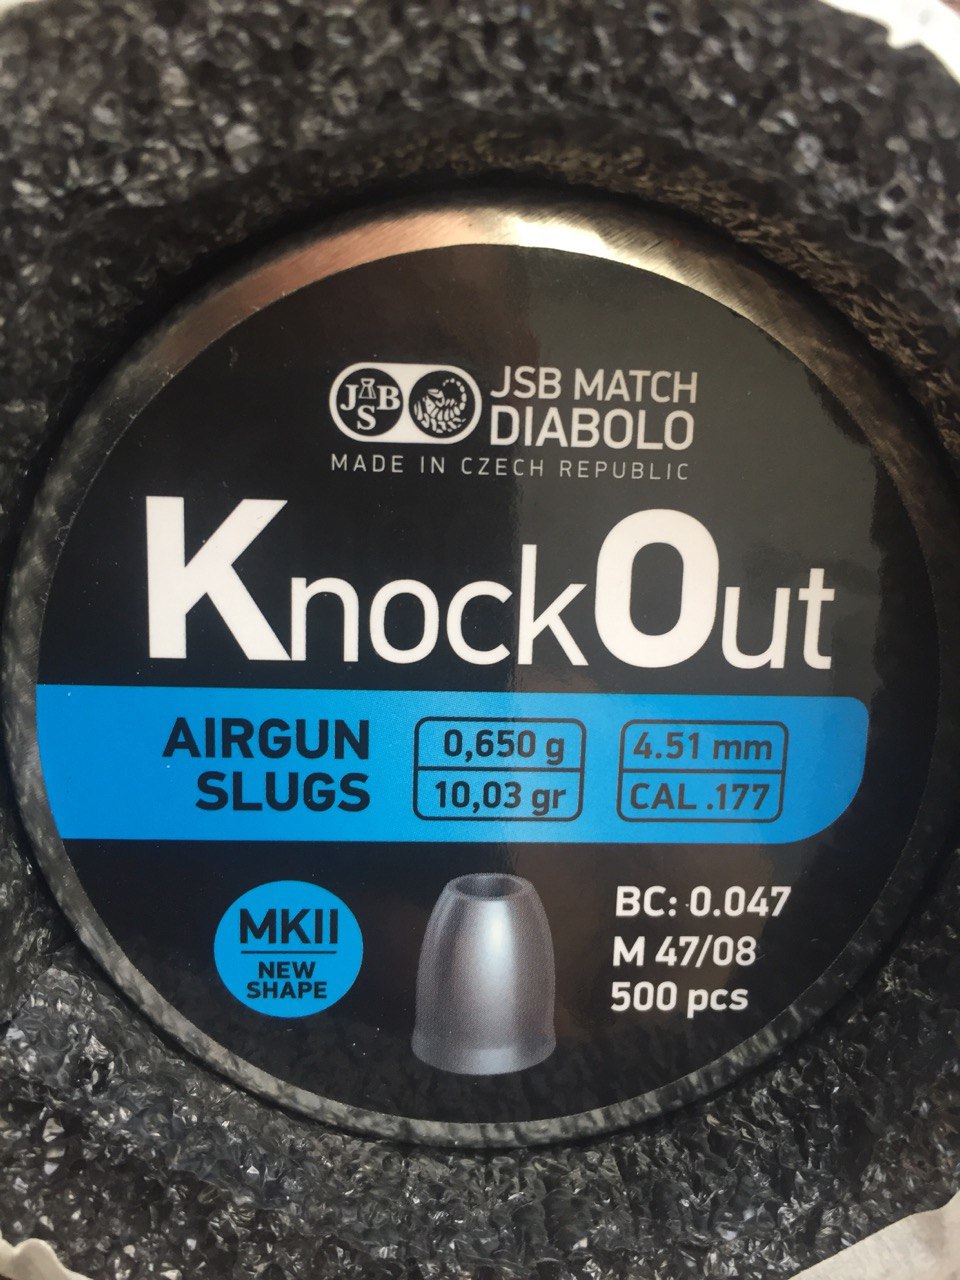 JSB
JSB MATCH
DIABOLO
MADE IN CZECH REPUBLIC
KnockOut
AIRGUN
SLUGS
0,650 g
10,03 gr
4.51 mm
CAL .177
MKII
NEW
SHAPE
BC: 0.047
M 47/08
500 pcs